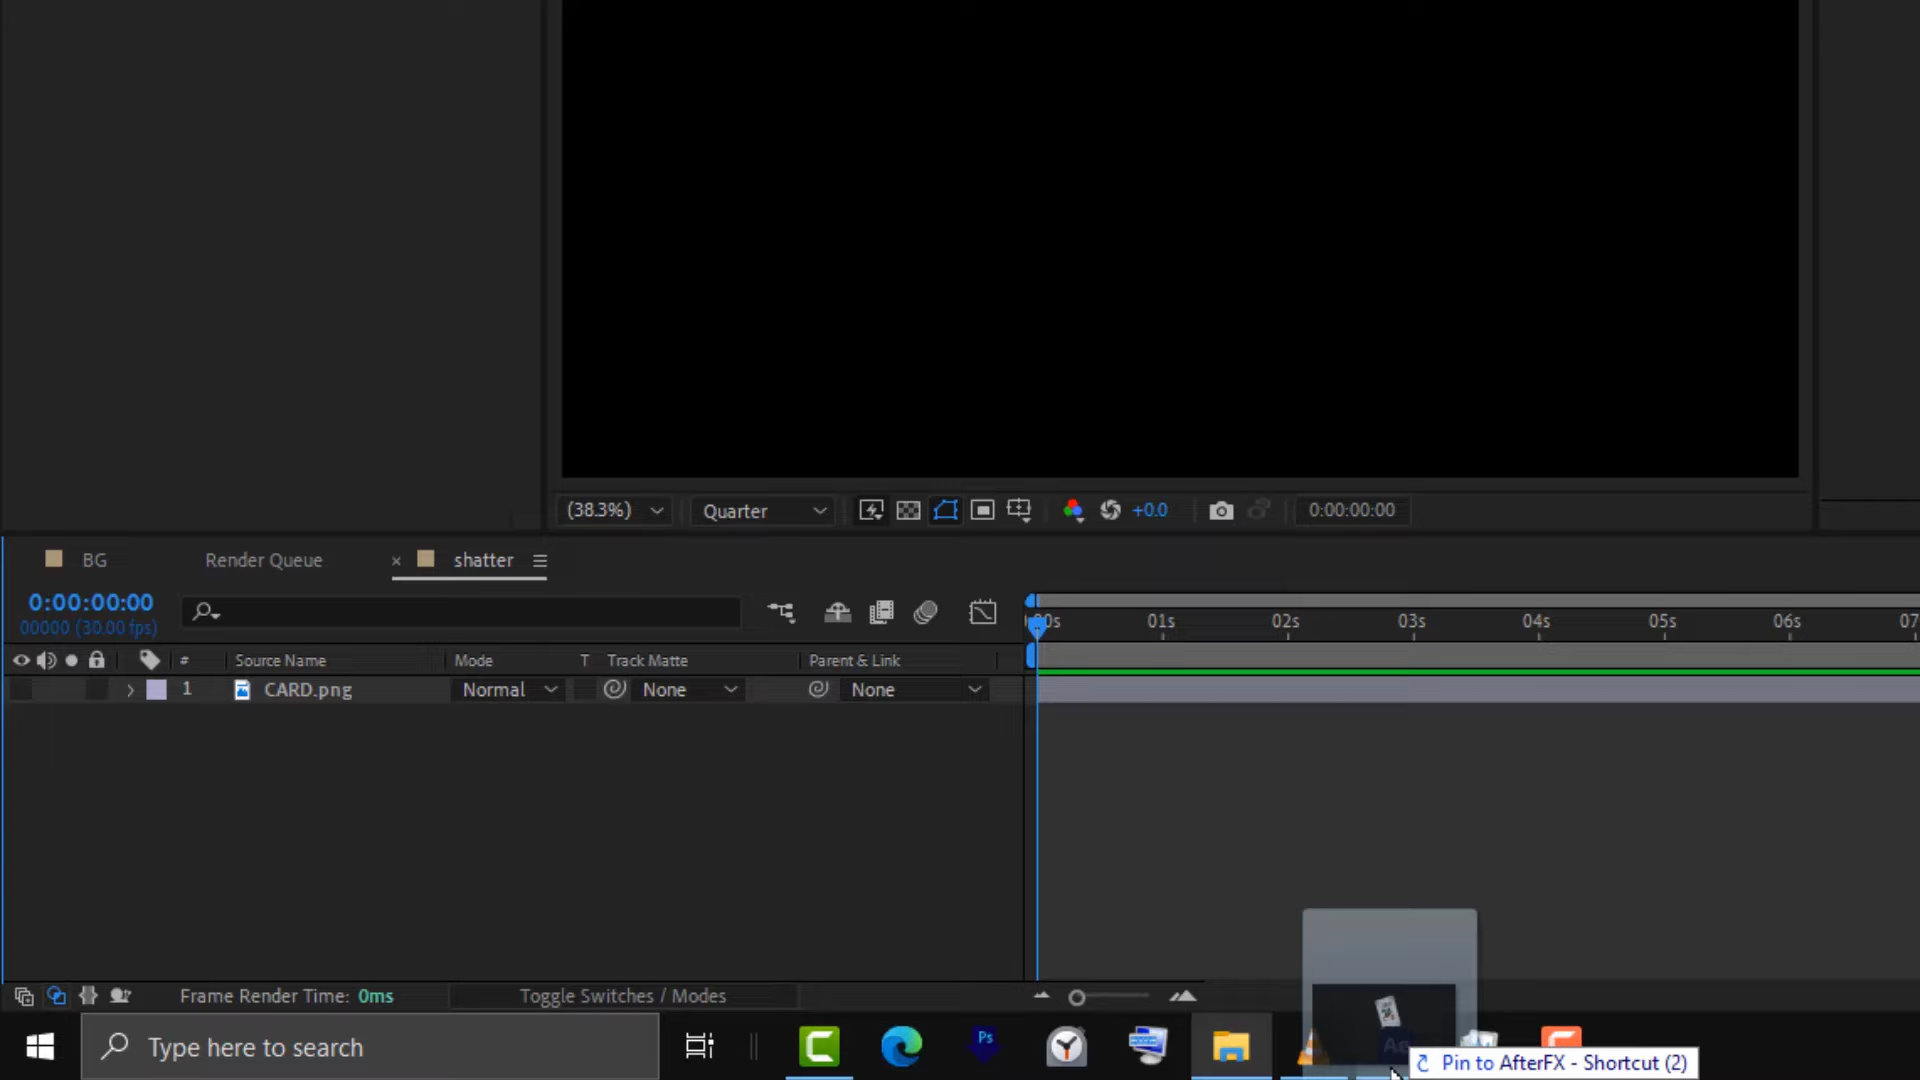 (38.3%) Quarter +0.0 0:00:00:00
BG Render Queue × shatter
0:00:00:00
00000 (30.00 fps)
01s 02s 03s 04s 05s 06s
# Source Name Mode T Track Matte Parent & Link
1 CARD.png Normal None None
Frame Render Time: 0ms Toggle Switches / Modes
Type here to search
Ps
Pin to AfterFX - Shortcut (2)